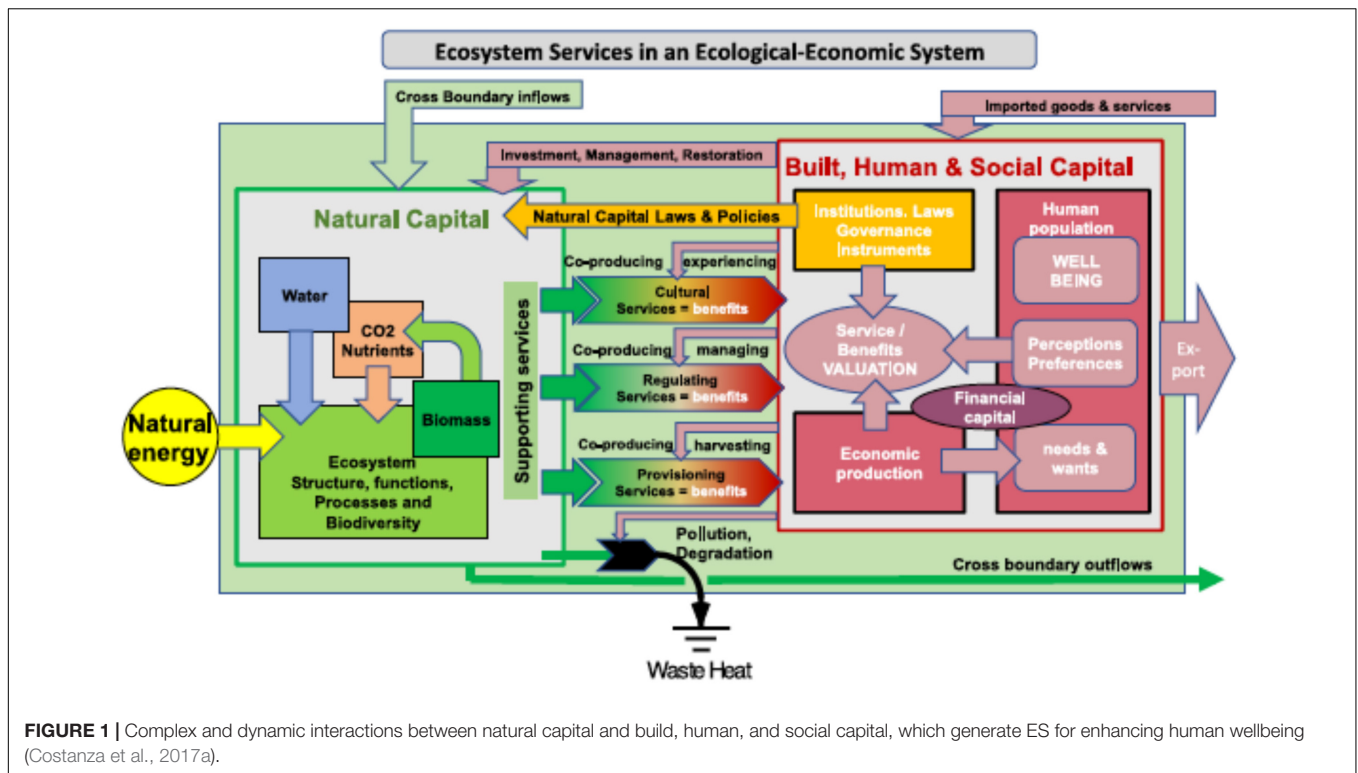 Ecosystem Services in an Ecological-Economic System
Cross Boundary inflows
Imported goods & services
Investment, Management, Restoration
Built, Human & Social Capital
Natural Capital
Natural Capital Laws & Policies
Institutions. Laws
Governance
Instruments
Human
population
WELL
BEING
Water
CO2
Nutrients
Biomass
Natural
energy
Ecosystem
Structure, functions,
Processes and
Biodiversity
Supporting services
Co-producing experiencing
Cultural
Services = benefits
Co-producing managing
Regulating
Services = benefits
Co-producing harvesting
Provisioning
Services = benefits
Service /
Benefits
VALUATION
Perceptions
Preferences
Ex-
port
Financial
capital
Economic
production
needs &
wants
Pollution,
Degradation
Cross boundary outflows
Waste Heat
FIGURE 1 | Complex and dynamic interactions between natural capital and build, human, and social capital, which generate ES for enhancing human wellbeing
(Costanza et al., 2017a).